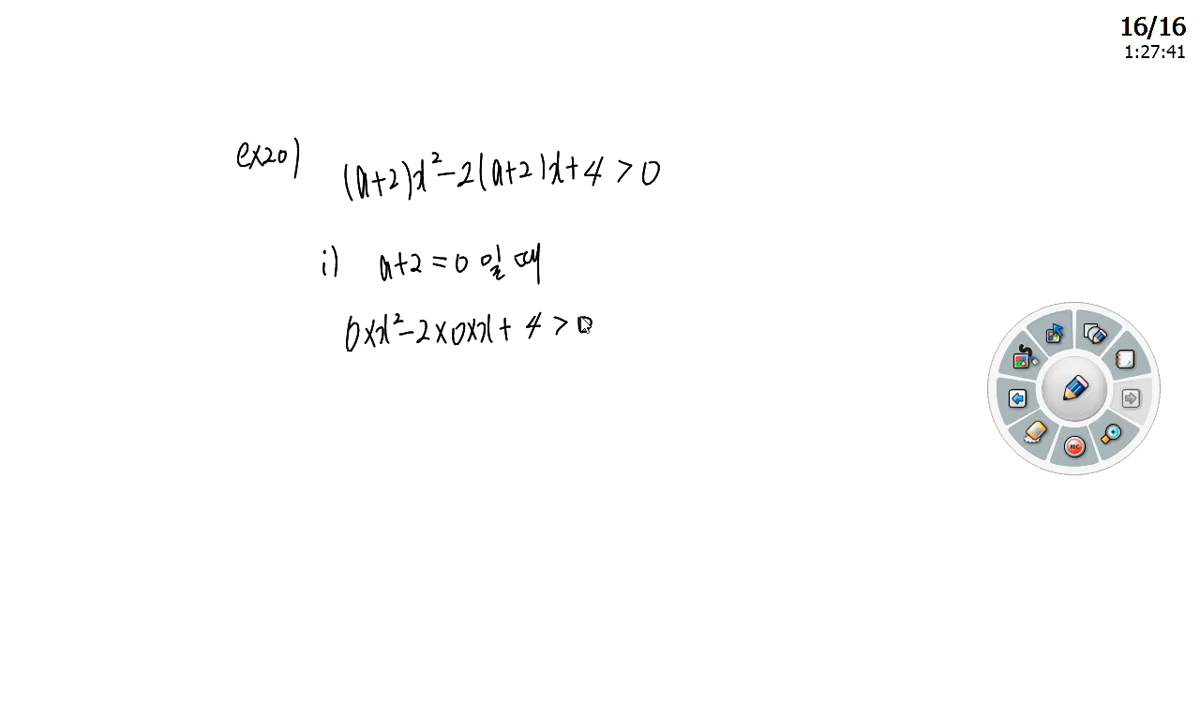 16/16
1:27:41
ex20)
(a+2)x²-2(a+2)x+4>0
i) a+2=0 일 때
0×x²-2×0×x+4>0
REC